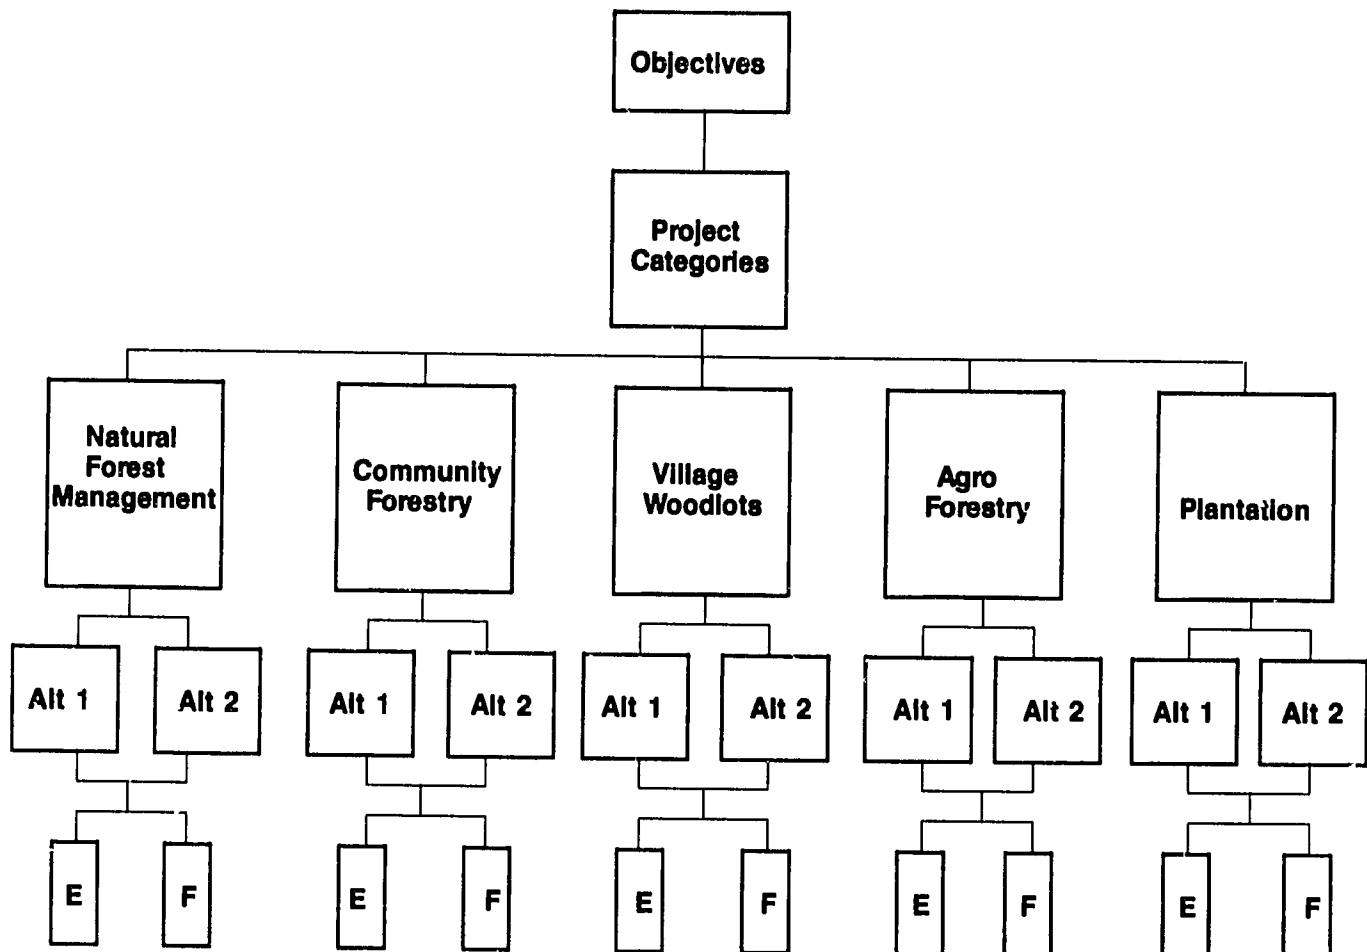 Objectives
Project
Categories
Natural
Forest
Management
Community
Forestry
Village
Woodlots
Agro
Forestry
Plantation
Alt 1
Alt 2
Alt 1
Alt 2
Alt 1
Alt 2
Alt 1
Alt 2
Alt 1
Alt 2
E
F
E
F
E
F
E
F
E
F